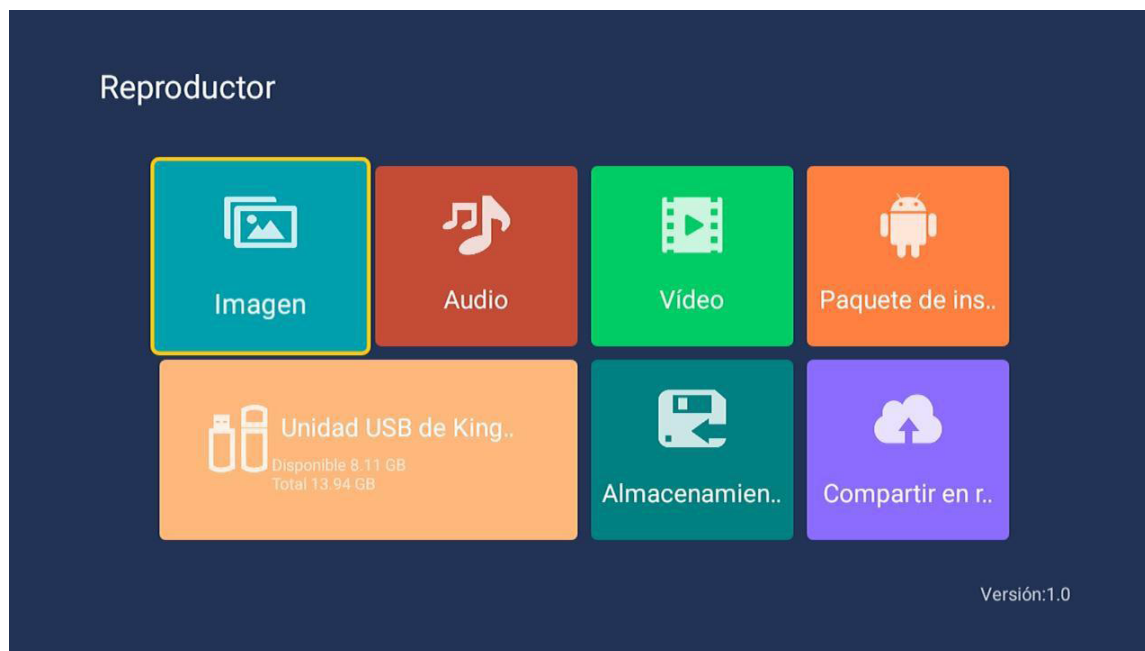 Reproductor
Imagen
Audio
Vídeo
Paquete de ins..
Unidad USB de King..
Disponible 8.11 GB
Total 13.94 GB
Almacenamien..
Compartir en r..
Versión:1.0